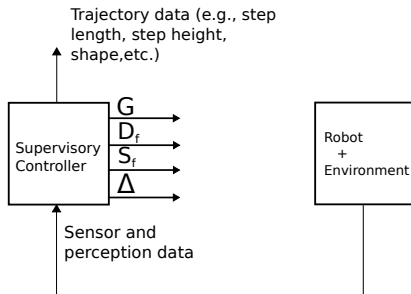 Trajectory data (e.g., step
length, step height,
shape,etc.)
G
D_f
S_f
Δ
Supervisory
Controller
Robot
+
Environment
Sensor and
perception data